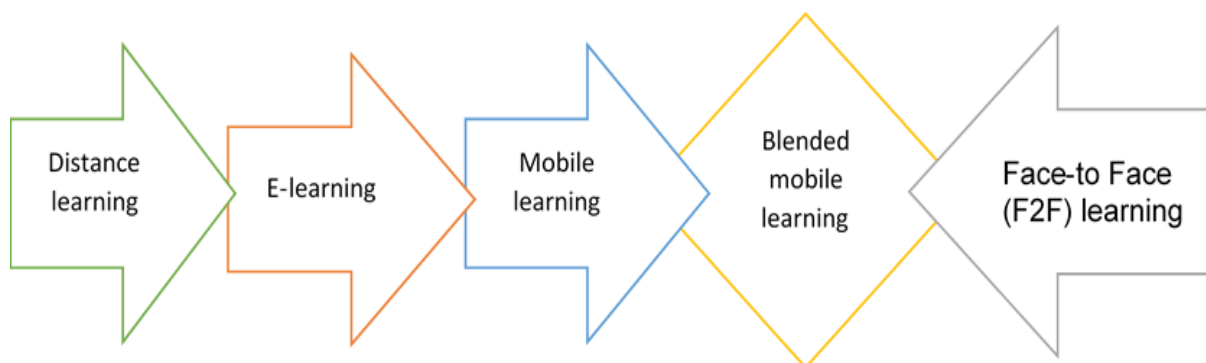 Distance
learning
E-learning
Mobile
learning
Blended
mobile
learning
Face-to Face
(F2F) learning